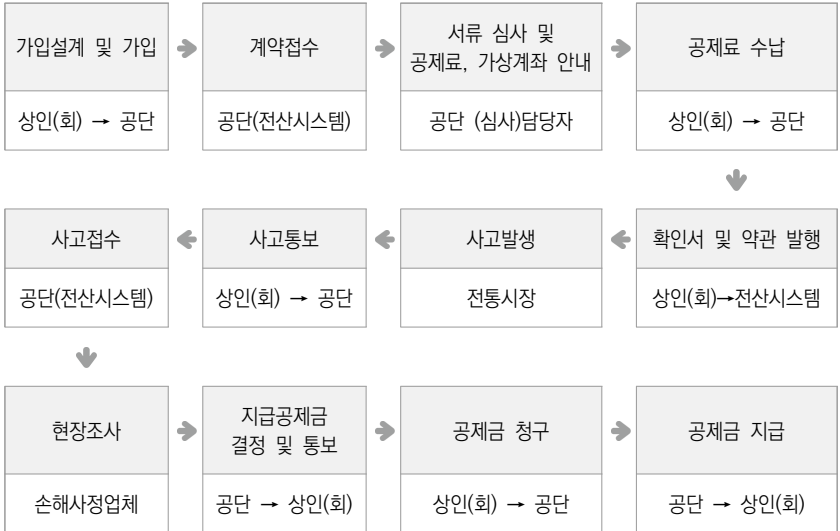 가입설계 및 가입
상인(회) → 공단
계약접수
공단(전산시스템)
서류 심사 및
공제료, 가상계좌 안내
공단 (심사)담당자
공제료 수납
상인(회) → 공단
확인서 및 약관 발행
상인(회)→전산시스템
사고발생
전통시장
사고통보
상인(회) → 공단
사고접수
공단(전산시스템)
현장조사
손해사정업체
지급공제금
결정 및 통보
공단 → 상인(회)
공제금 청구
상인(회) → 공단
공제금 지급
공단 → 상인(회)